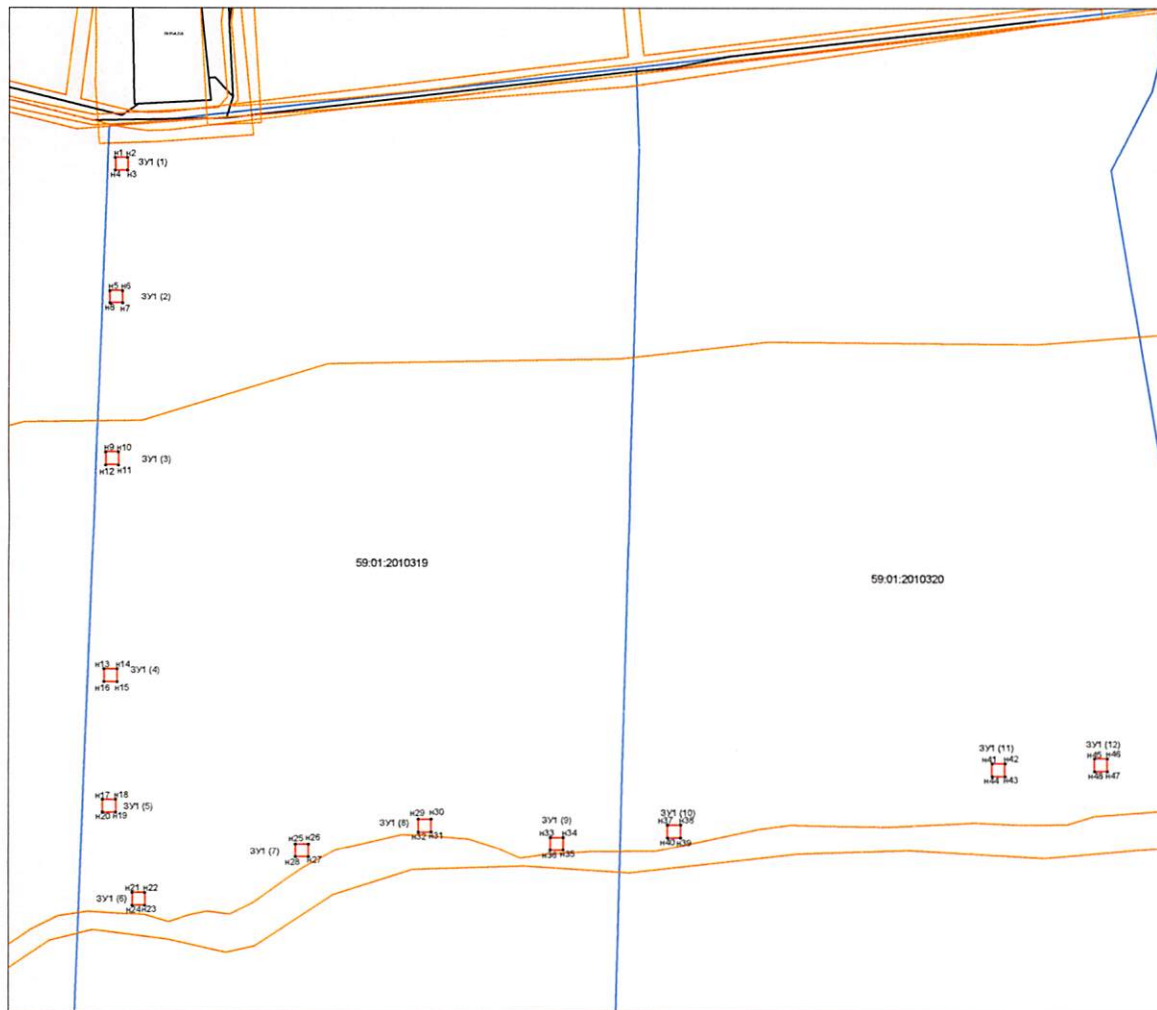 н1 н2
ЗУ1 (1)
н4 н3
н5 н6
ЗУ1 (2)
н8 н7
н9 н10
ЗУ1 (3)
н12 н11
59:01:2010319
59:01:2010320
н13 н14
ЗУ1 (4)
н16 н15
н17 н18
ЗУ1 (5)
н20 н19
ЗУ1 (11)
н41 н42
н44 н43
ЗУ1 (12)
н45 н46
н48 н47
н29 н30
ЗУ1 (8)
н32 н31
ЗУ1 (9)
н33 н34
н36 н35
ЗУ1 (10)
н37 н38
н40 н39
н25 н26
ЗУ1 (7)
н28 н27
н21 н22
ЗУ1 (6)
н24 н23